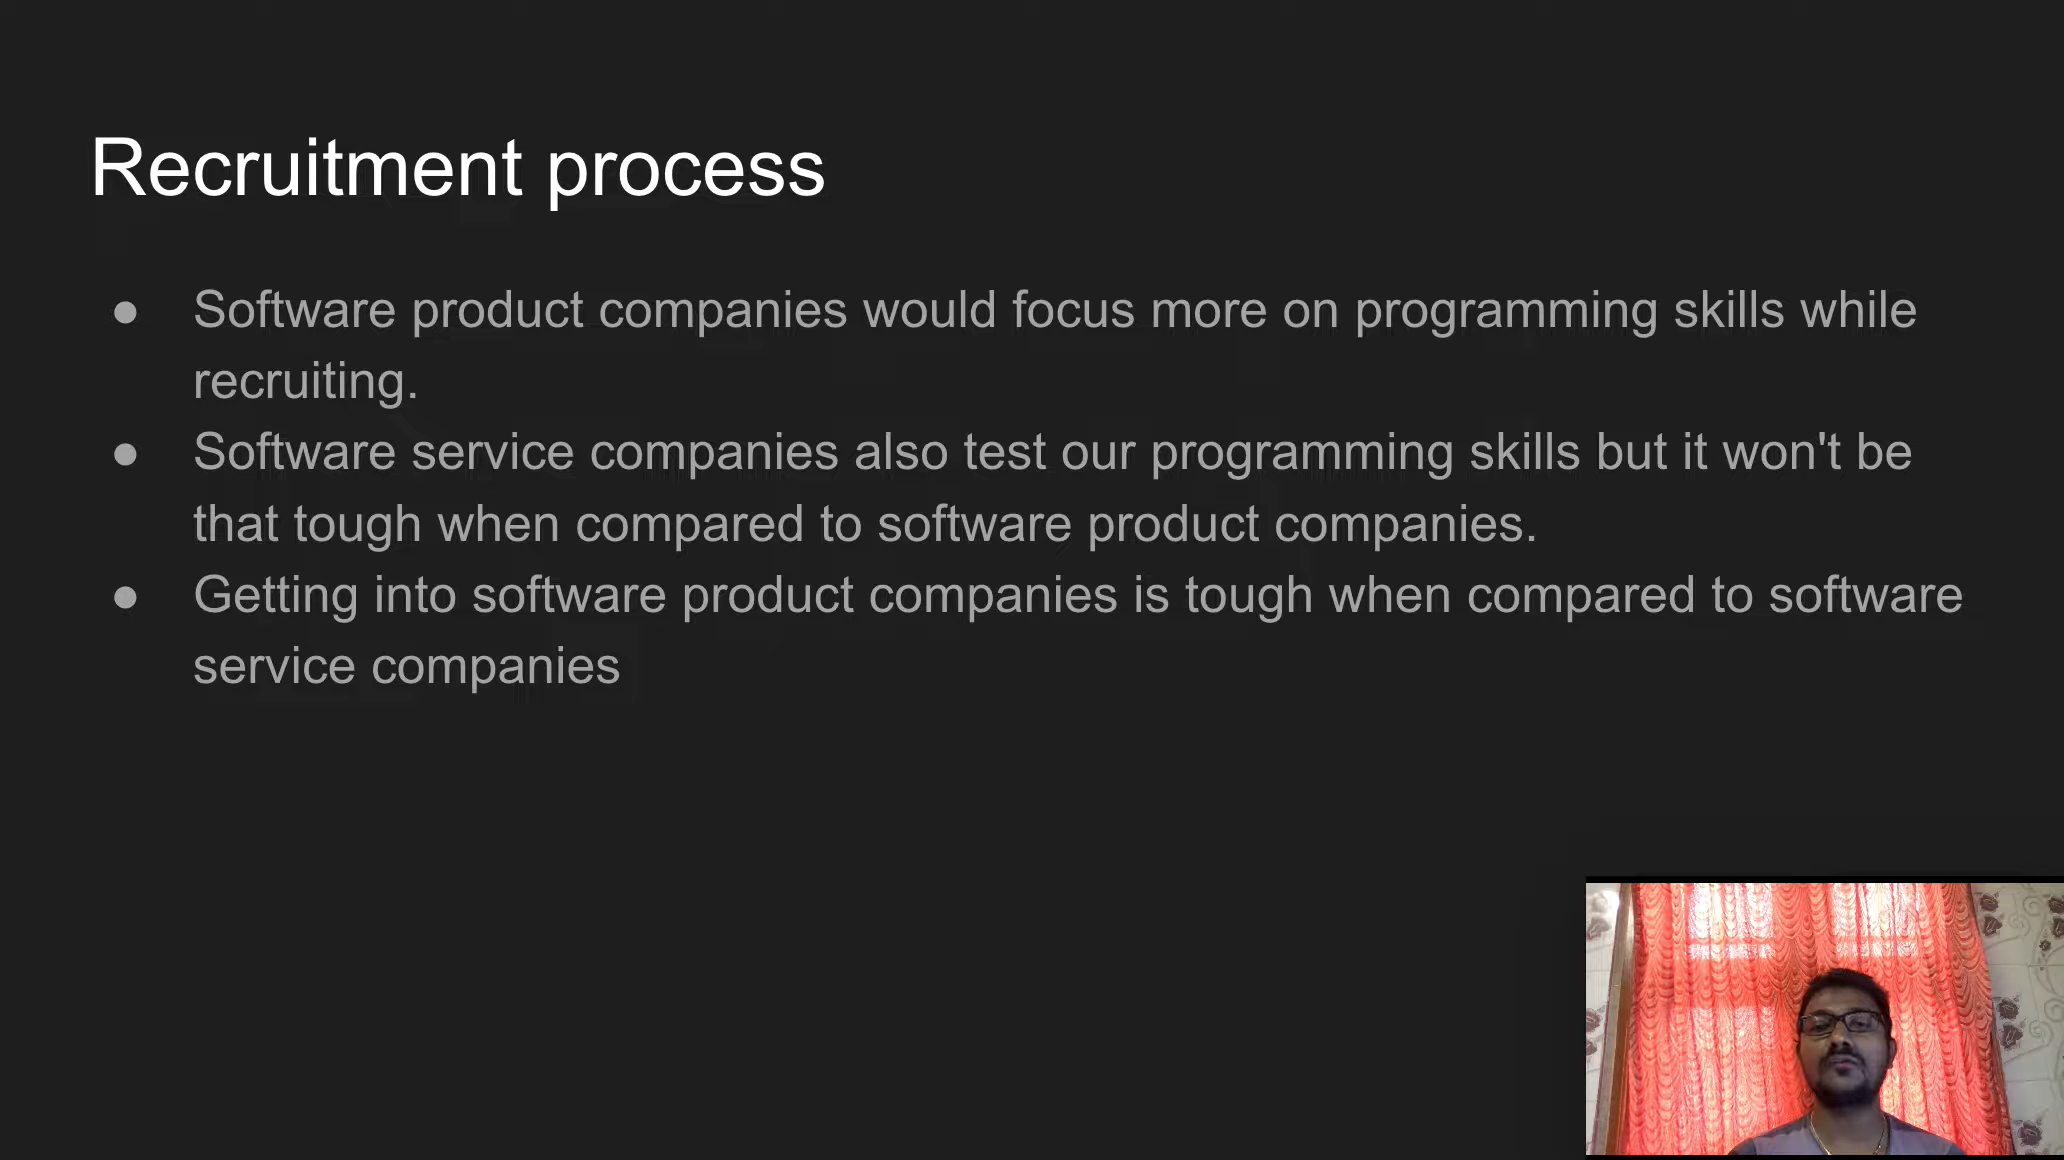 Recruitment process
● Software product companies would focus more on programming skills while
recruiting.
● Software service companies also test our programming skills but it won't be
that tough when compared to software product companies.
● Getting into software product companies is tough when compared to software
service companies